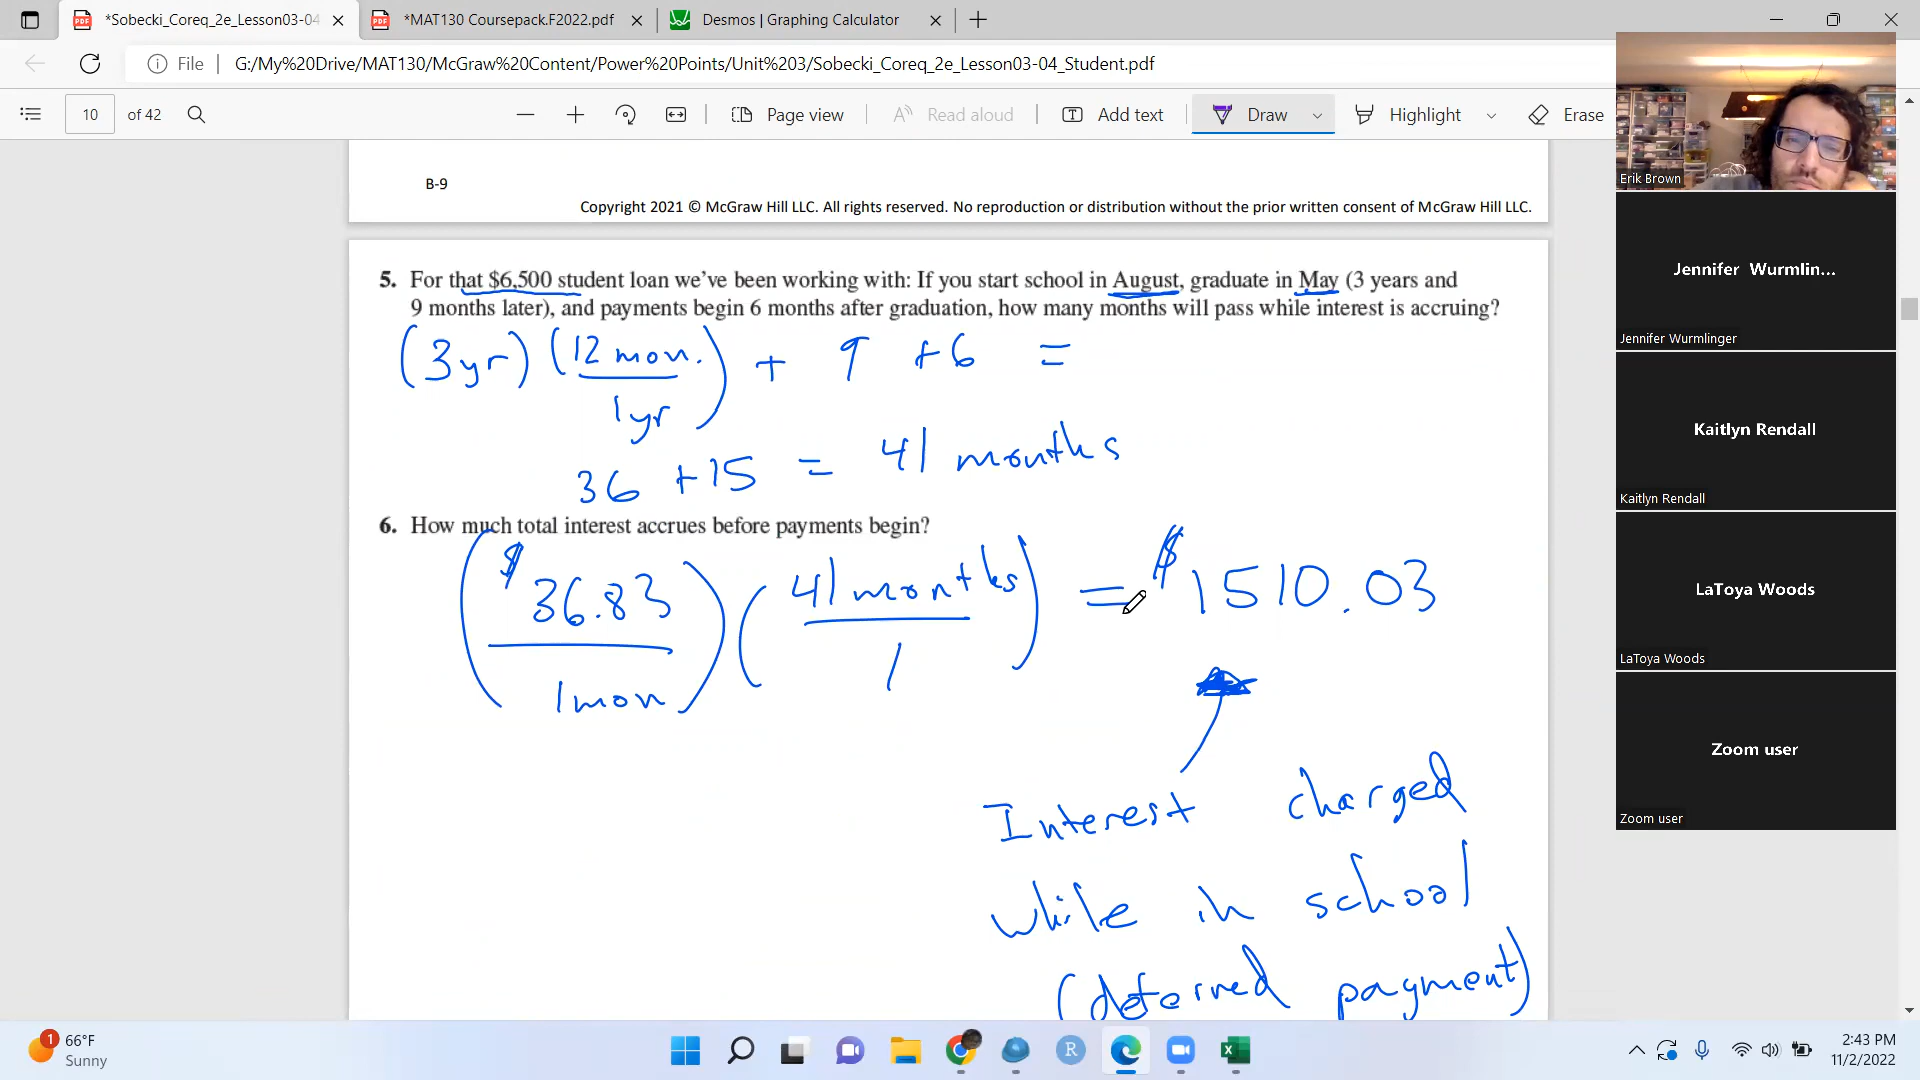 *Sobecki_Coreq_2e_Lesson03-04
*MAT130 Coursepack.F2022.pdf
Desmos | Graphing Calculator
File
G:/My%20Drive/MAT130/McGraw%20Content/Power%20Points/Unit%203/Sobecki_Coreq_2e_Lesson03-04_Student.pdf
10 of 42
Page view
Read aloud
Add text
Draw
Highlight
Erase
B-9
Copyright 2021 © McGraw Hill LLC. All rights reserved. No reproduction or distribution without the prior written consent of McGraw Hill LLC.
5. For that $6,500 student loan we've been working with: If you start school in August, graduate in May (3 years and
9 months later), and payments begin 6 months after graduation, how many months will pass while interest is accruing?
(3yr) (12 mon. / 1yr) + 9 + 6 =
36 + 15 = 41 months
6. How much total interest accrues before payments begin?
($36.83 / 1 mon) (41 months / 1) = $1510.03
Interest charged
while in school
(deferred payment)
Erik Brown
Jennifer Wurmlin...
Jennifer Wurmlinger
Kaitlyn Rendall
Kaitlyn Rendall
LaToya Woods
LaToya Woods
Zoom user
Zoom user
1
66°F
Sunny
R
2:43 PM
11/2/2022